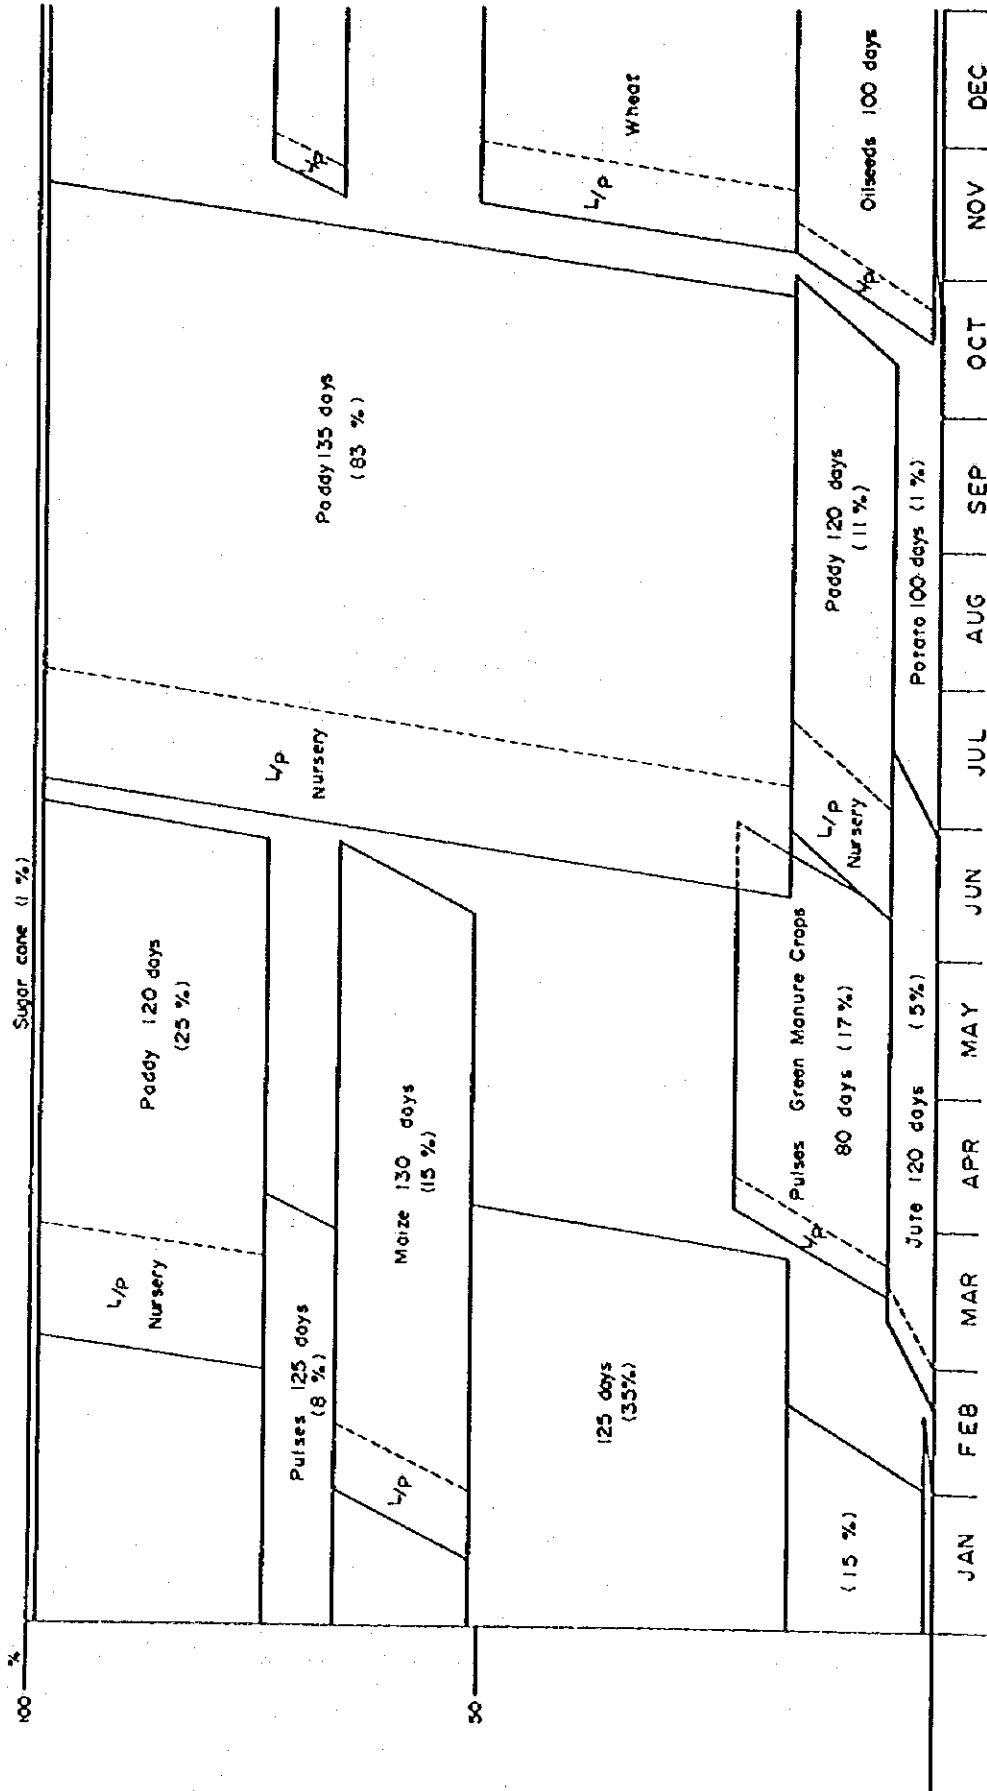 %
100
50
Sugar cane (1 %)
L/P
Nursery
Paddy 120 days
(25 %)
Pulses 125 days
(8 %)
L/P
Maize 130 days
(15 %)
125 days
(35%)
(15 %)
L/P
Pulses Green Manure Crops
80 days (17%)
Jute 120 days (5%)
L/P
Nursery
Paddy 135 days
(83 %)
L/P
Nursery
Paddy 120 days
(11%)
Potato 100 days (1%)
L/P
L/P
Wheat
L/P
Oilseeds 100 days
JAN FEB MAR APR MAY JUN JUL AUG SEP OCT NOV DEC